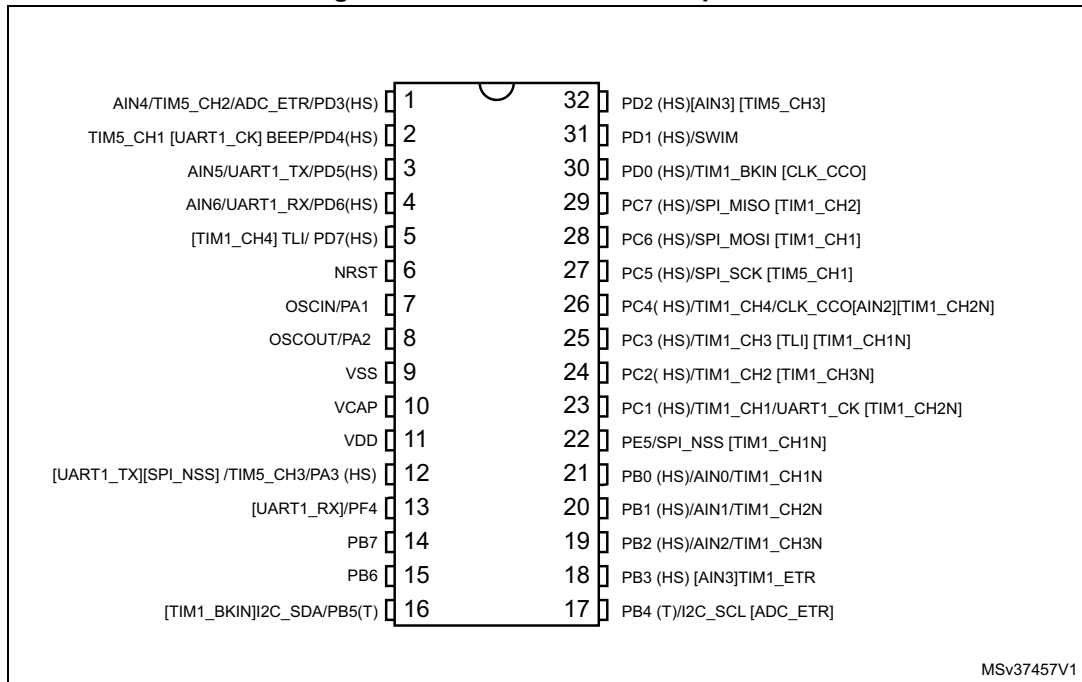 AIN4/TIM5_CH2/ADC_ETR/PD3(HS) 1 32 PD2 (HS)[AIN3] [TIM5_CH3]
TIM5_CH1 [UART1_CK] BEEP/PD4(HS) 2 31 PD1 (HS)/SWIM
AIN5/UART1_TX/PD5(HS) 3 30 PD0 (HS)/TIM1_BKIN [CLK_CCO]
AIN6/UART1_RX/PD6(HS) 4 29 PC7 (HS)/SPI_MISO [TIM1_CH2]
[TIM1_CH4] TLI/ PD7(HS) 5 28 PC6 (HS)/SPI_MOSI [TIM1_CH1]
NRST 6 27 PC5 (HS)/SPI_SCK [TIM5_CH1]
OSCIN/PA1 7 26 PC4( HS)/TIM1_CH4/CLK_CCO[AIN2][TIM1_CH2N]
OSCOUT/PA2 8 25 PC3 (HS)/TIM1_CH3 [TLI] [TIM1_CH1N]
VSS 9 24 PC2( HS)/TIM1_CH2 [TIM1_CH3N]
VCAP 10 23 PC1 (HS)/TIM1_CH1/UART1_CK [TIM1_CH2N]
VDD 11 22 PE5/SPI_NSS [TIM1_CH1N]
[UART1_TX][SPI_NSS] /TIM5_CH3/PA3 (HS) 12 21 PB0 (HS)/AIN0/TIM1_CH1N
[UART1_RX]/PF4 13 20 PB1 (HS)/AIN1/TIM1_CH2N
PB7 14 19 PB2 (HS)/AIN2/TIM1_CH3N
PB6 15 18 PB3 (HS) [AIN3]TIM1_ETR
[TIM1_BKIN]I2C_SDA/PB5(T) 16 17 PB4 (T)/I2C_SCL [ADC_ETR]
MSv37457V1